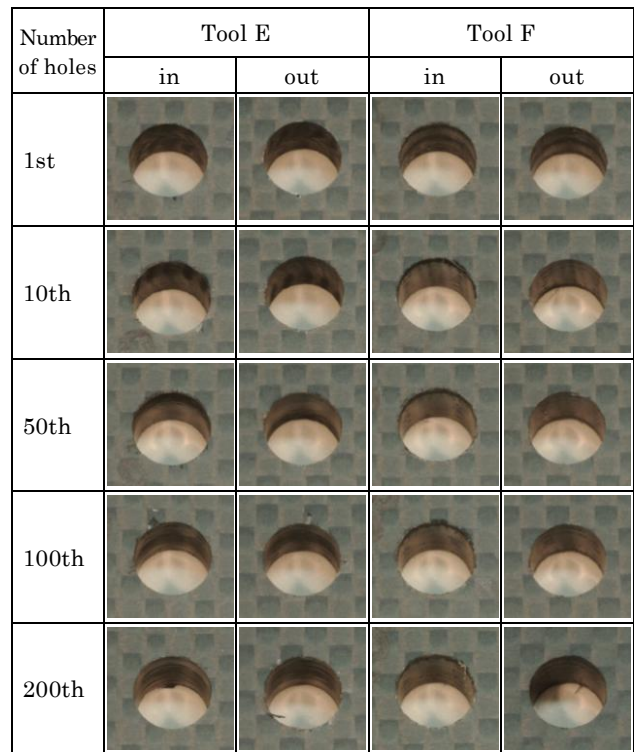 Number
of holes
Tool E
Tool F
in
out
in
out
1st
10th
50th
100th
200th